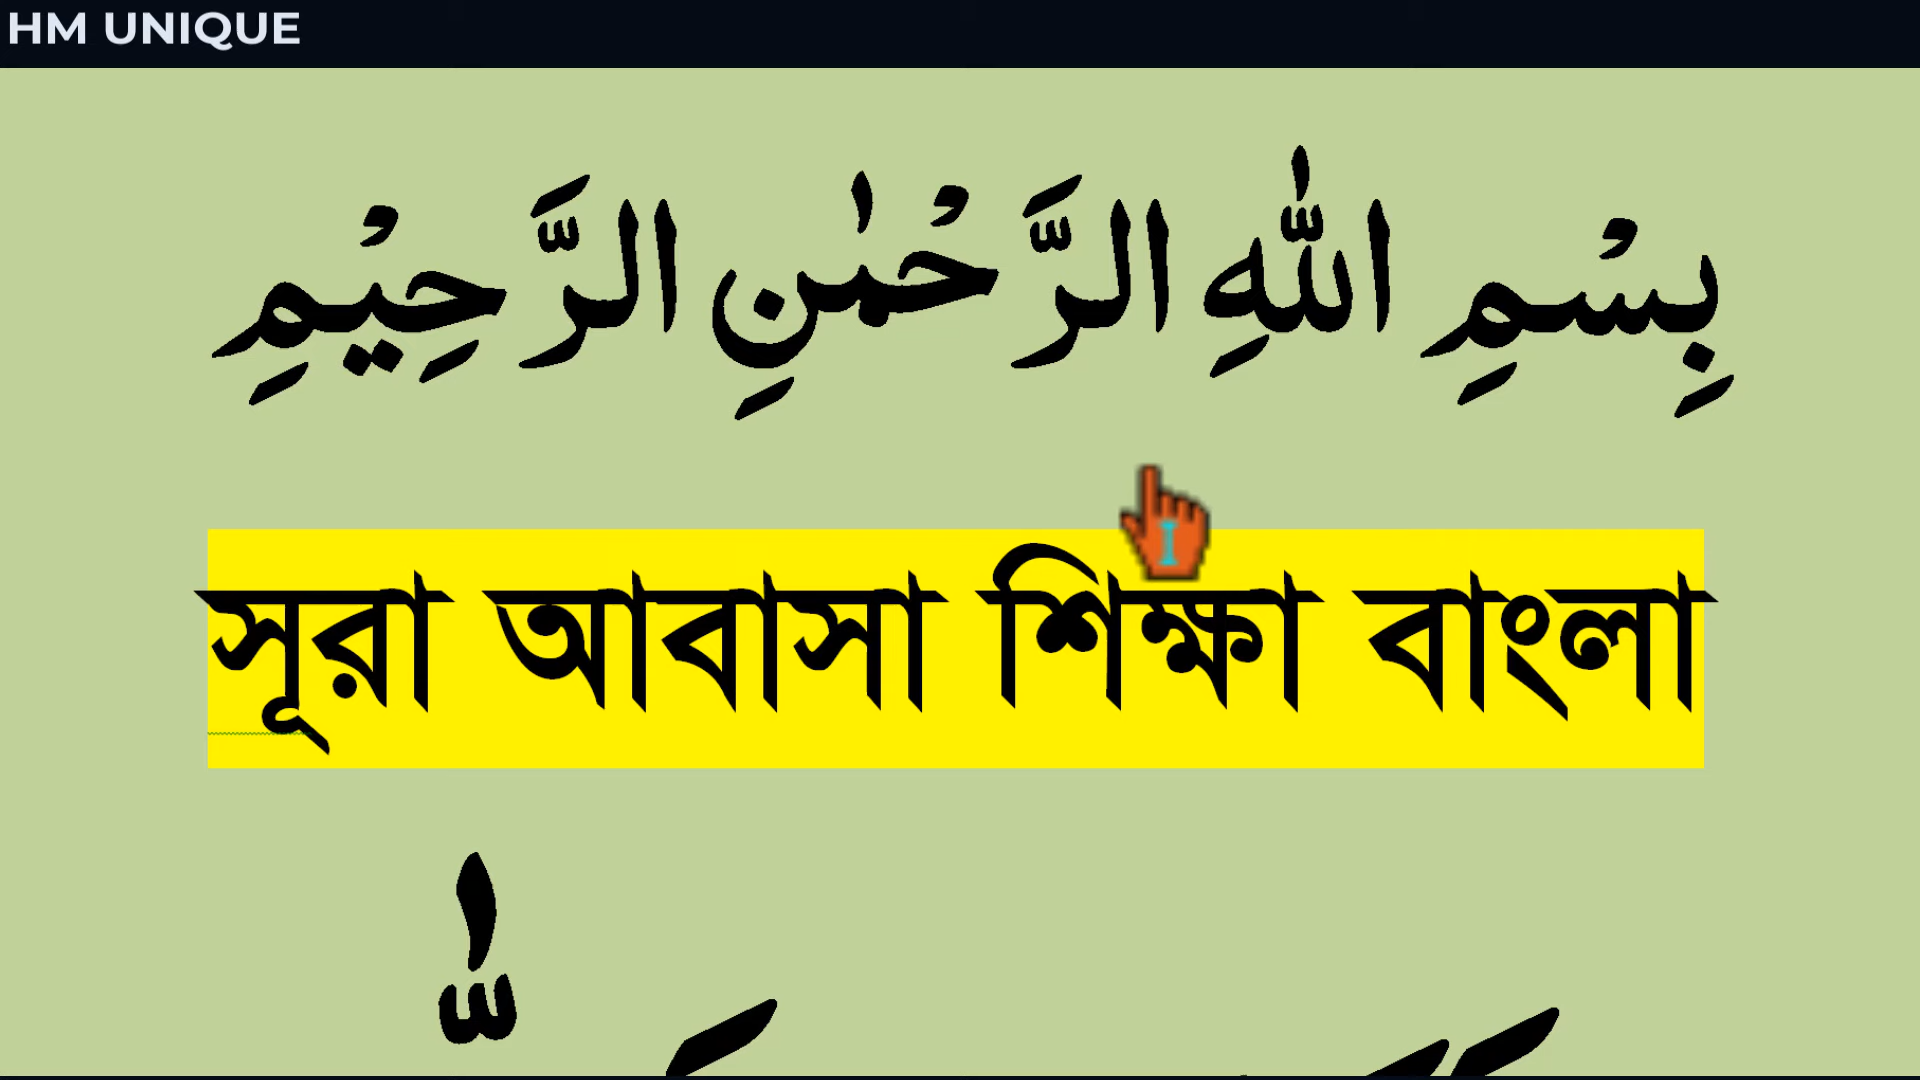 HM UNIQUE
بِسْمِ اللّٰهِ الرَّحْمٰنِ الرَّحِيْمِ
সূরা আবাসা শিক্ষা বাংলা